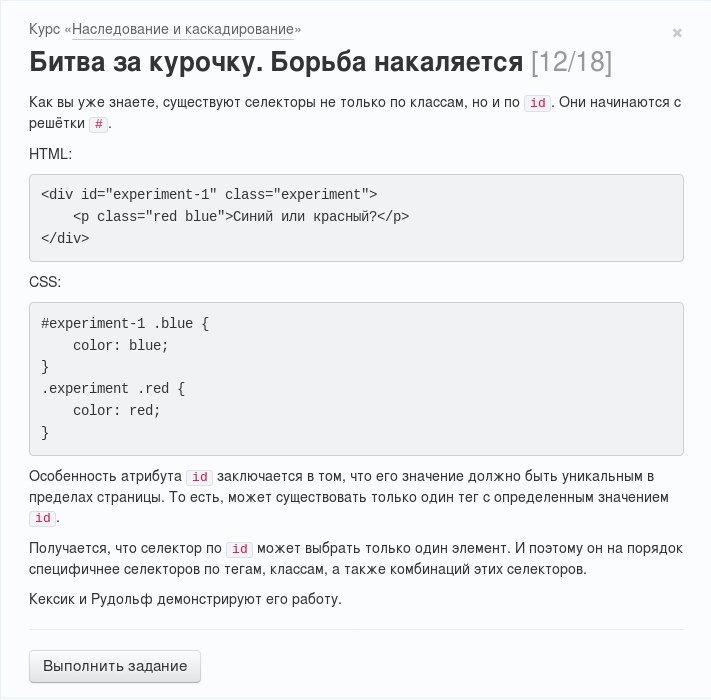 Курс «Наследование и каскадирование»
×
Битва за курочку. Борьба накаляется [12/18]
Как вы уже знаете, существуют селекторы не только по классам, но и по id. Они начинаются с
решётки #.
HTML:
<div id="experiment-1" class="experiment">
    <p class="red blue">Синий или красный?</p>
</div>
CSS:
#experiment-1 .blue {
    color: blue;
}
.experiment .red {
    color: red;
}
Особенность атрибута id заключается в том, что его значение должно быть уникальным в
пределах страницы. То есть, может существовать только один тег с определенным значением
id.
Получается, что селектор по id может выбрать только один элемент. И поэтому он на порядок
специфичнее селекторов по тегам, классам, а также комбинаций этих селекторов.
Кексик и Рудольф демонстрируют его работу.
Выполнить задание